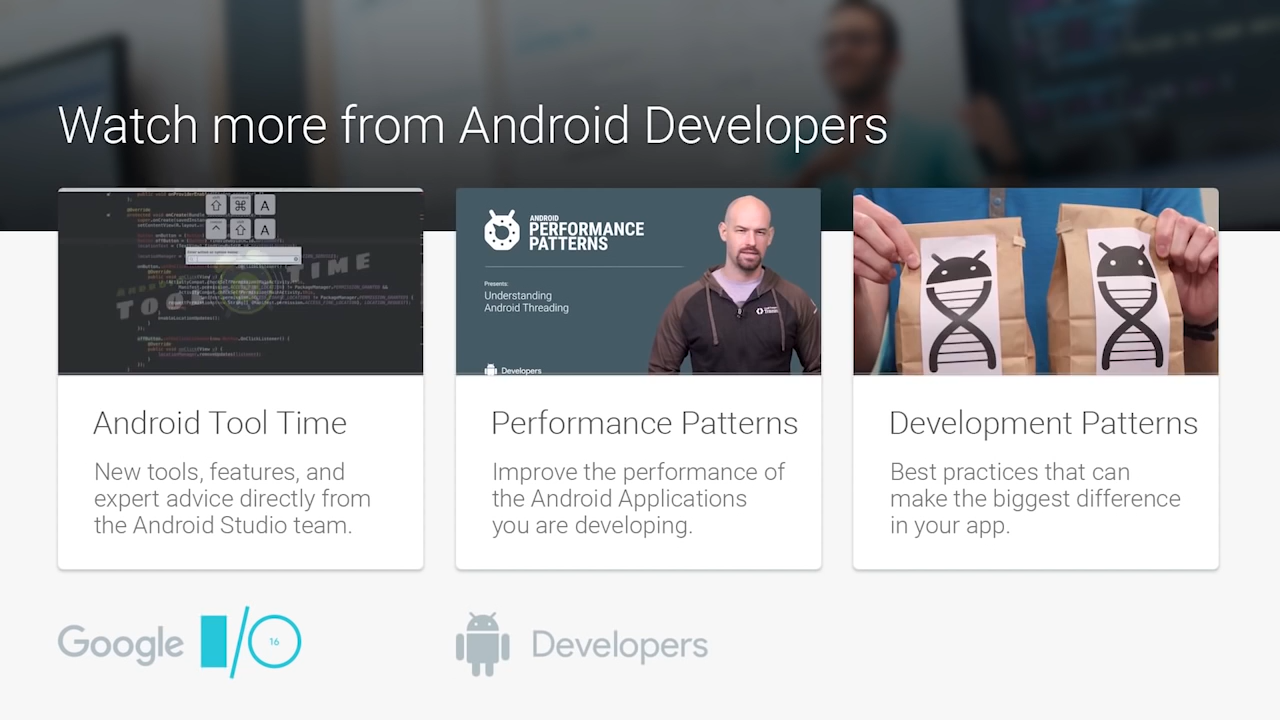 Watch more from Android Developers
A
A
TOOL TIME
ANDROID
PERFORMANCE
PATTERNS
Presents:
Understanding
Android Threading
Developers
Android Tool Time
New tools, features, and
expert advice directly from
the Android Studio team.
Performance Patterns
Improve the performance of
the Android Applications
you are developing.
Development Patterns
Best practices that can
make the biggest difference
in your app.
Google I/O 16
Developers